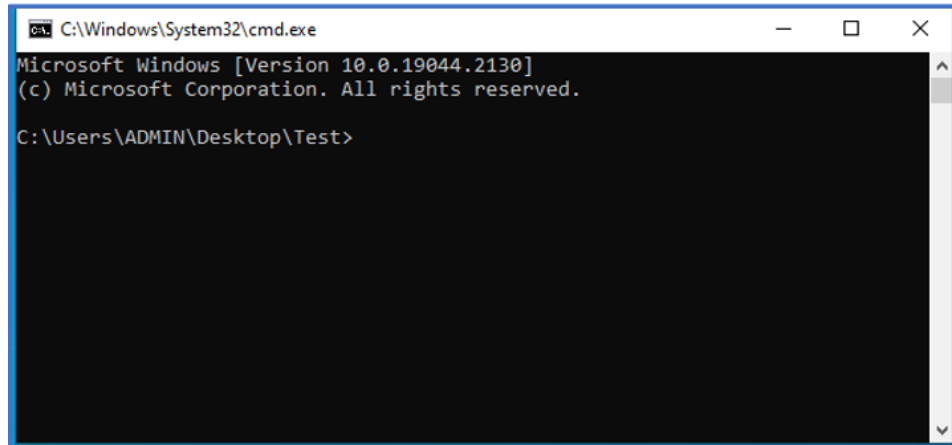 C:\Windows\System32\cmd.exe
Microsoft Windows [Version 10.0.19044.2130]
(c) Microsoft Corporation. All rights reserved.
C:\Users\ADMIN\Desktop\Test>